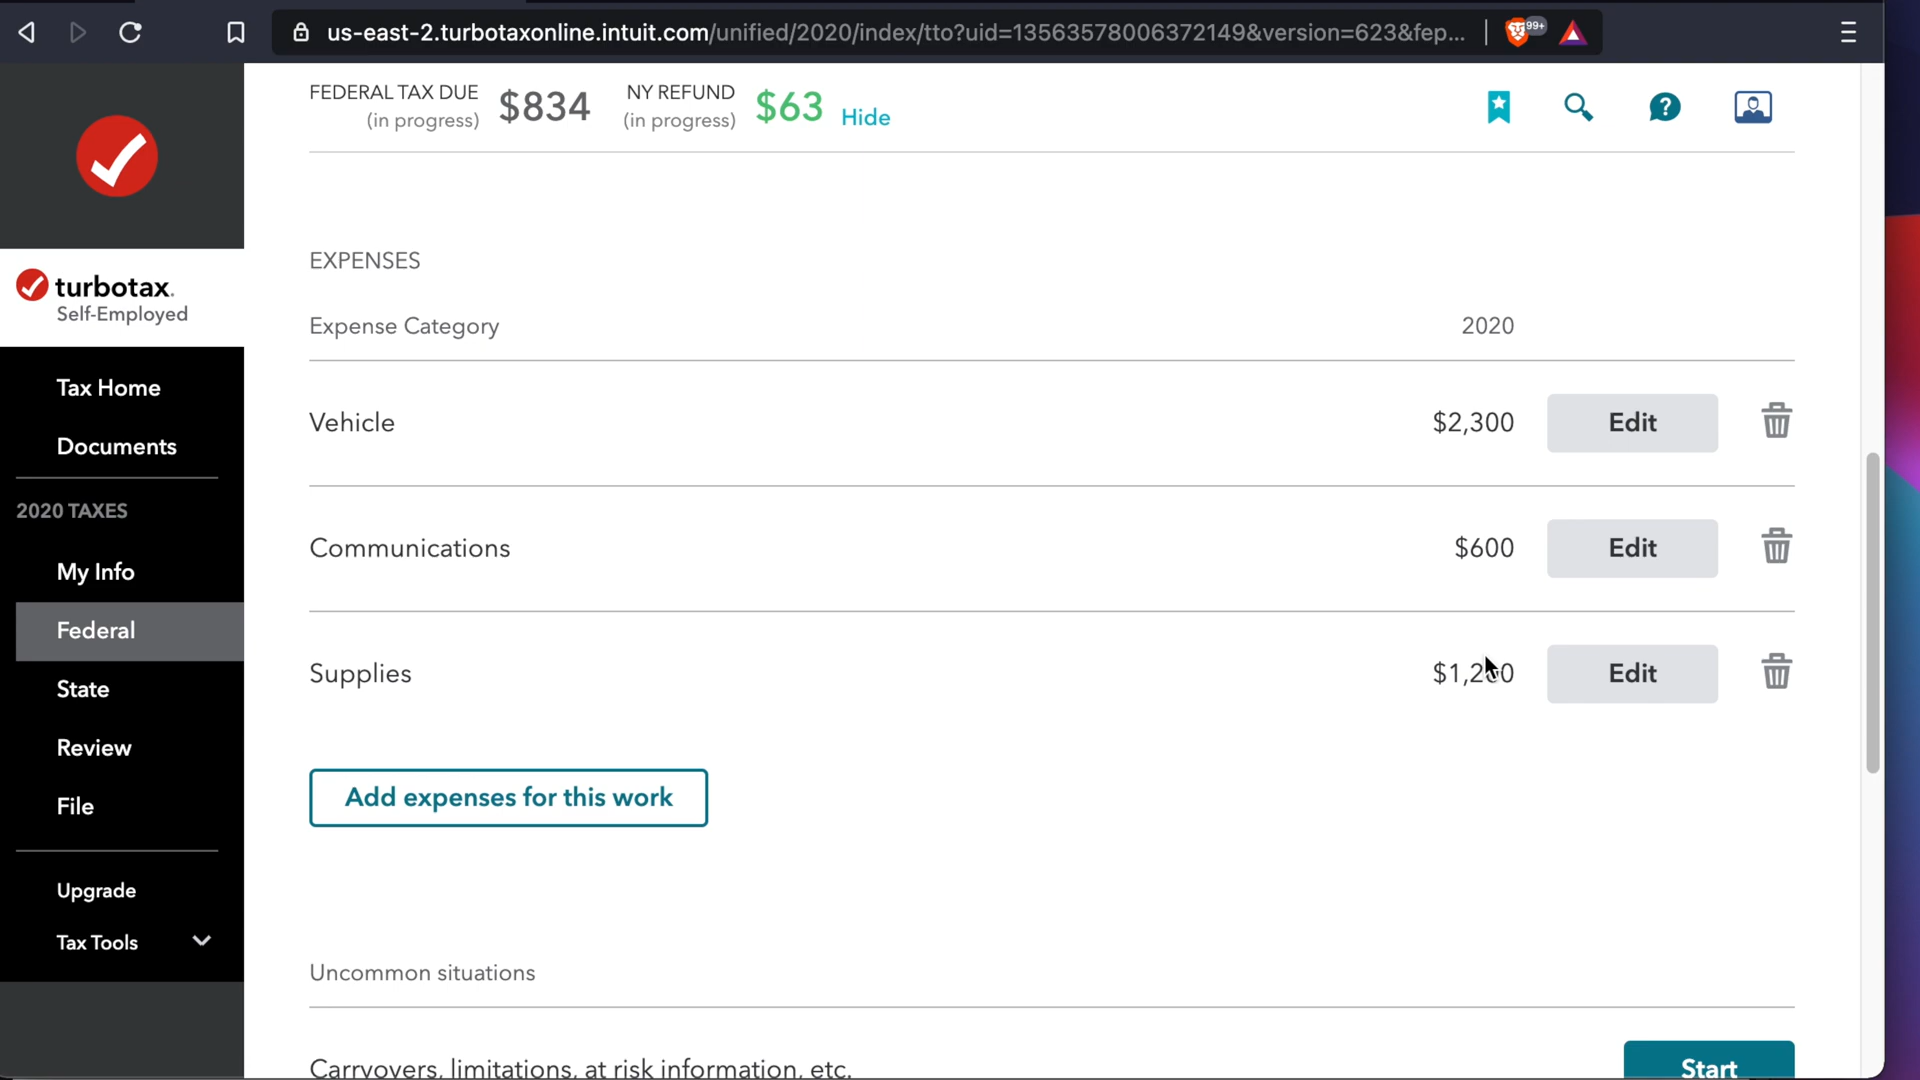 us-east-2.turbotaxonline.intuit.com/unified/2020/index/tto?uid=13563578006372149&version=623&fep...
99+
FEDERAL TAX DUE
(in progress)
$834
NY REFUND
(in progress)
$63
Hide
?
turbotax.
Self-Employed
Tax Home
Documents
2020 TAXES
My Info
Federal
State
Review
File
Upgrade
Tax Tools
EXPENSES
Expense Category 2020
Vehicle $2,300 Edit
Communications $600 Edit
Supplies Edit
Add expenses for this work
Uncommon situations
Carryovers, limitations, at risk information, etc. Start